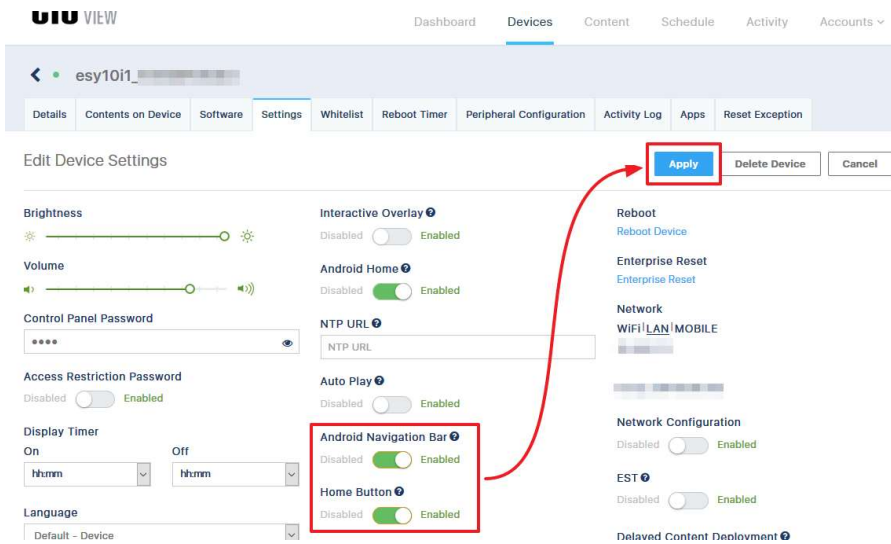 VIEW
Dashboard Devices Content Schedule Activity Accounts
esy10i1_
Details Contents on Device Software Settings Whitelist Reboot Timer Peripheral Configuration Activity Log Apps Reset Exception
Edit Device Settings
Apply Delete Device Cancel
Brightness
Volume
Control Panel Password
Access Restriction Password
Disabled Enabled
Display Timer
On Off
hh:mm hh:mm
Language
Default - Device
Interactive Overlay
Disabled Enabled
Android Home
Disabled Enabled
NTP URL
NTP URL
Auto Play
Disabled Enabled
Android Navigation Bar
Disabled Enabled
Home Button
Disabled Enabled
Reboot
Reboot Device
Enterprise Reset
Enterprise Reset
Network
WiFi|LAN|MOBILE
Network Configuration
Disabled Enabled
EST
Disabled Enabled
Delayed Content Deployment